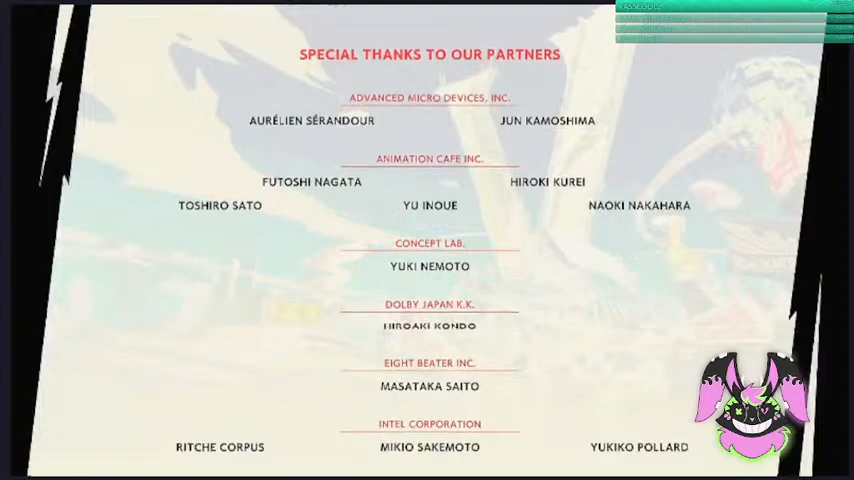 PASSCODE:
SPECIAL THANKS TO OUR PARTNERS
ADVANCED MICRO DEVICES, INC.
AURÉLIEN SÉRANDOUR JUN KAMOSHIMA
ANIMATION CAFE INC.
FUTOSHI NAGATA HIROKI KUREI
TOSHIRO SATO YU INOUE NAOKI NAKAHARA
CONCEPT LAB.
YUKI NEMOTO
DOLBY JAPAN K.K.
HIROAKI KONDO
EIGHT BEATER INC.
MASATAKA SAITO
INTEL CORPORATION
RITCHE CORPUS MIKIO SAKEMOTO YUKIKO POLLARD